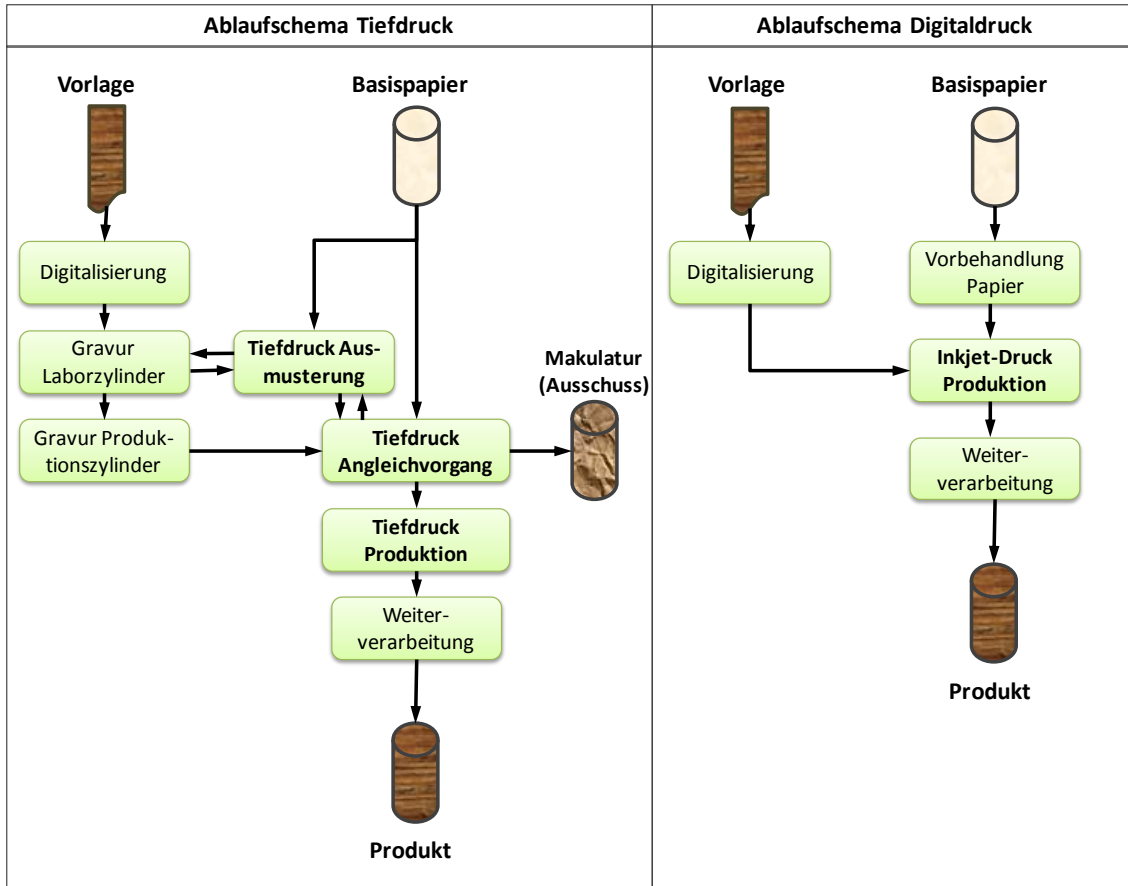 Ablaufschema Tiefdruck
Vorlage
Basispapier
Digitalisierung
Gravur
Laborzylinder
Tiefdruck Aus-
musterung
Makulatur
(Ausschuss)
Gravur Produk-
tionszylinder
Tiefdruck
Angleichvorgang
Tiefdruck
Produktion
Weiter-
verarbeitung
Produkt
Ablaufschema Digitaldruck
Vorlage
Basispapier
Digitalisierung
Vorbehandlung
Papier
Inkjet-Druck
Produktion
Weiter-
verarbeitung
Produkt